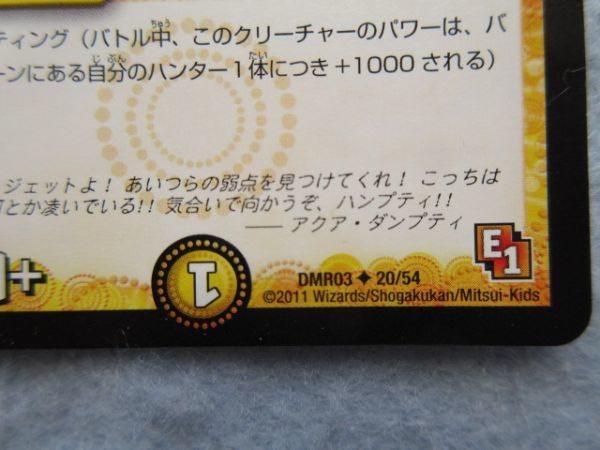 ティング（バトル中、このクリーチャーのパワーは、バ
ーンにある自分のハンター1体につき+1000される）
ジェットよ！ あいつらの弱点を見つけてくれ！ こっちは
とか凌いでいる!! 気合いで向かうぞ、ハンプティ!!
—— アクア・ダンプティ
+
1
DMR03 ◆ 20/54
E1
©2011 Wizards/Shogakukan/Mitsui-Kids